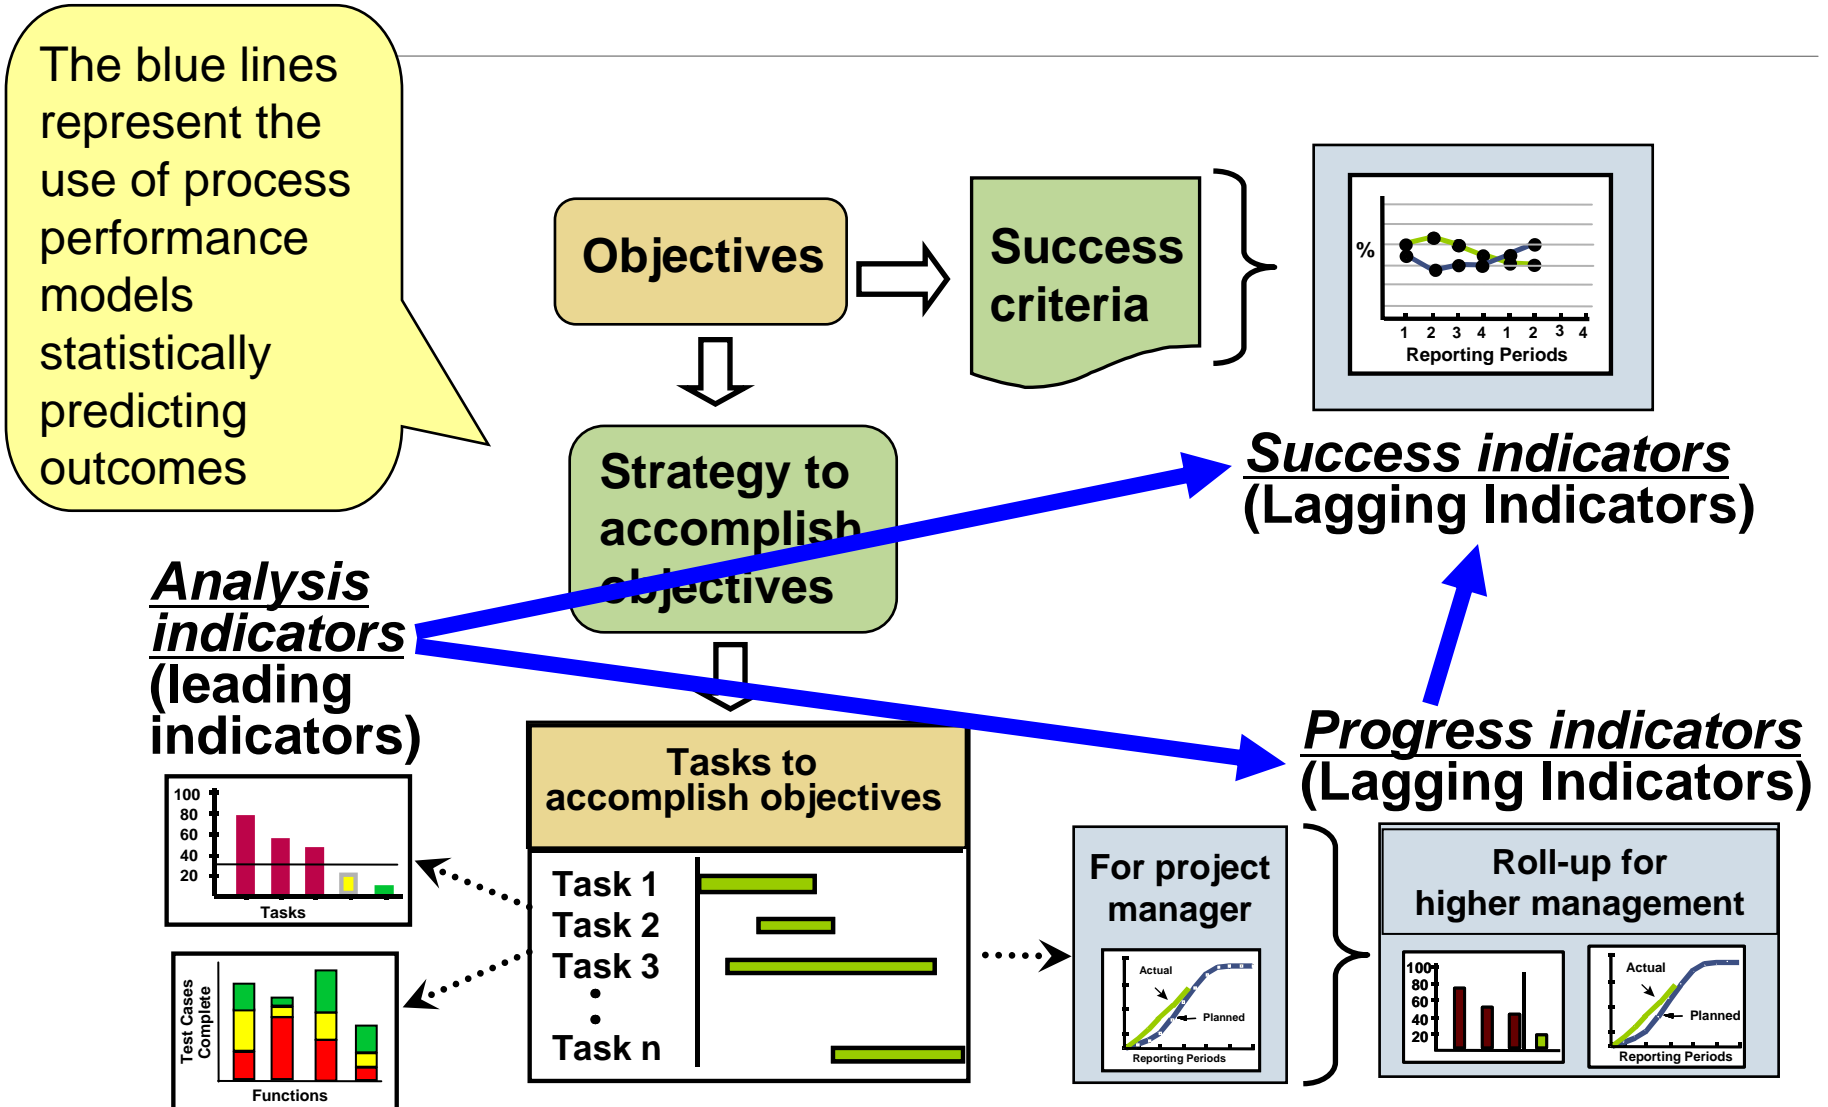 The blue lines
represent the
use of process
performance
models
statistically
predicting
outcomes
Objectives
Success
criteria
%
1 2 3 4 1 2 3 4
Reporting Periods
Success indicators
(Lagging Indicators)
Strategy to
accomplish
objectives
Analysis
indicators
(leading
indicators)
Progress indicators
(Lagging Indicators)
Tasks to
accomplish objectives
Task 1
Task 2
Task 3
Task n
100
80
60
40
20
Tasks
Test Cases
Complete
Functions
For project
manager
Actual
Planned
Reporting Periods
Roll-up for
higher management
100
80
60
40
20
Actual
Planned
Reporting Periods